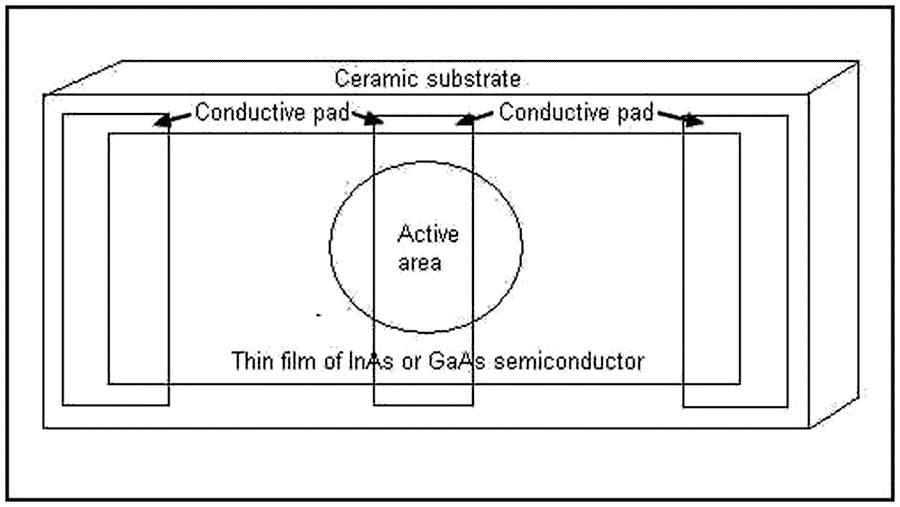 Ceramic substrate
Conductive pad
Conductive pad
Active
area
Thin film of InAs or GaAs semiconductor